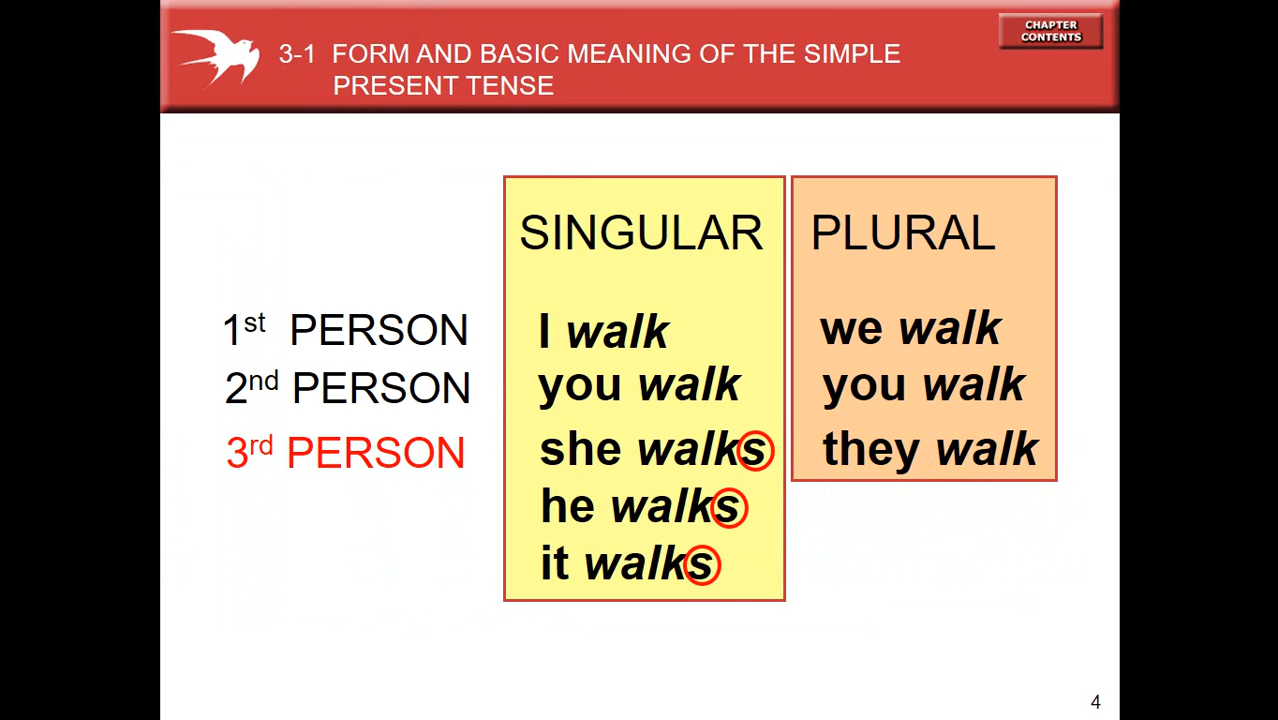 CHAPTER
CONTENTS
3-1 FORM AND BASIC MEANING OF THE SIMPLE
PRESENT TENSE
SINGULAR PLURAL
1st PERSON I walk we walk
2nd PERSON you walk you walk
3rd PERSON she walks they walk
he walks
it walks
4